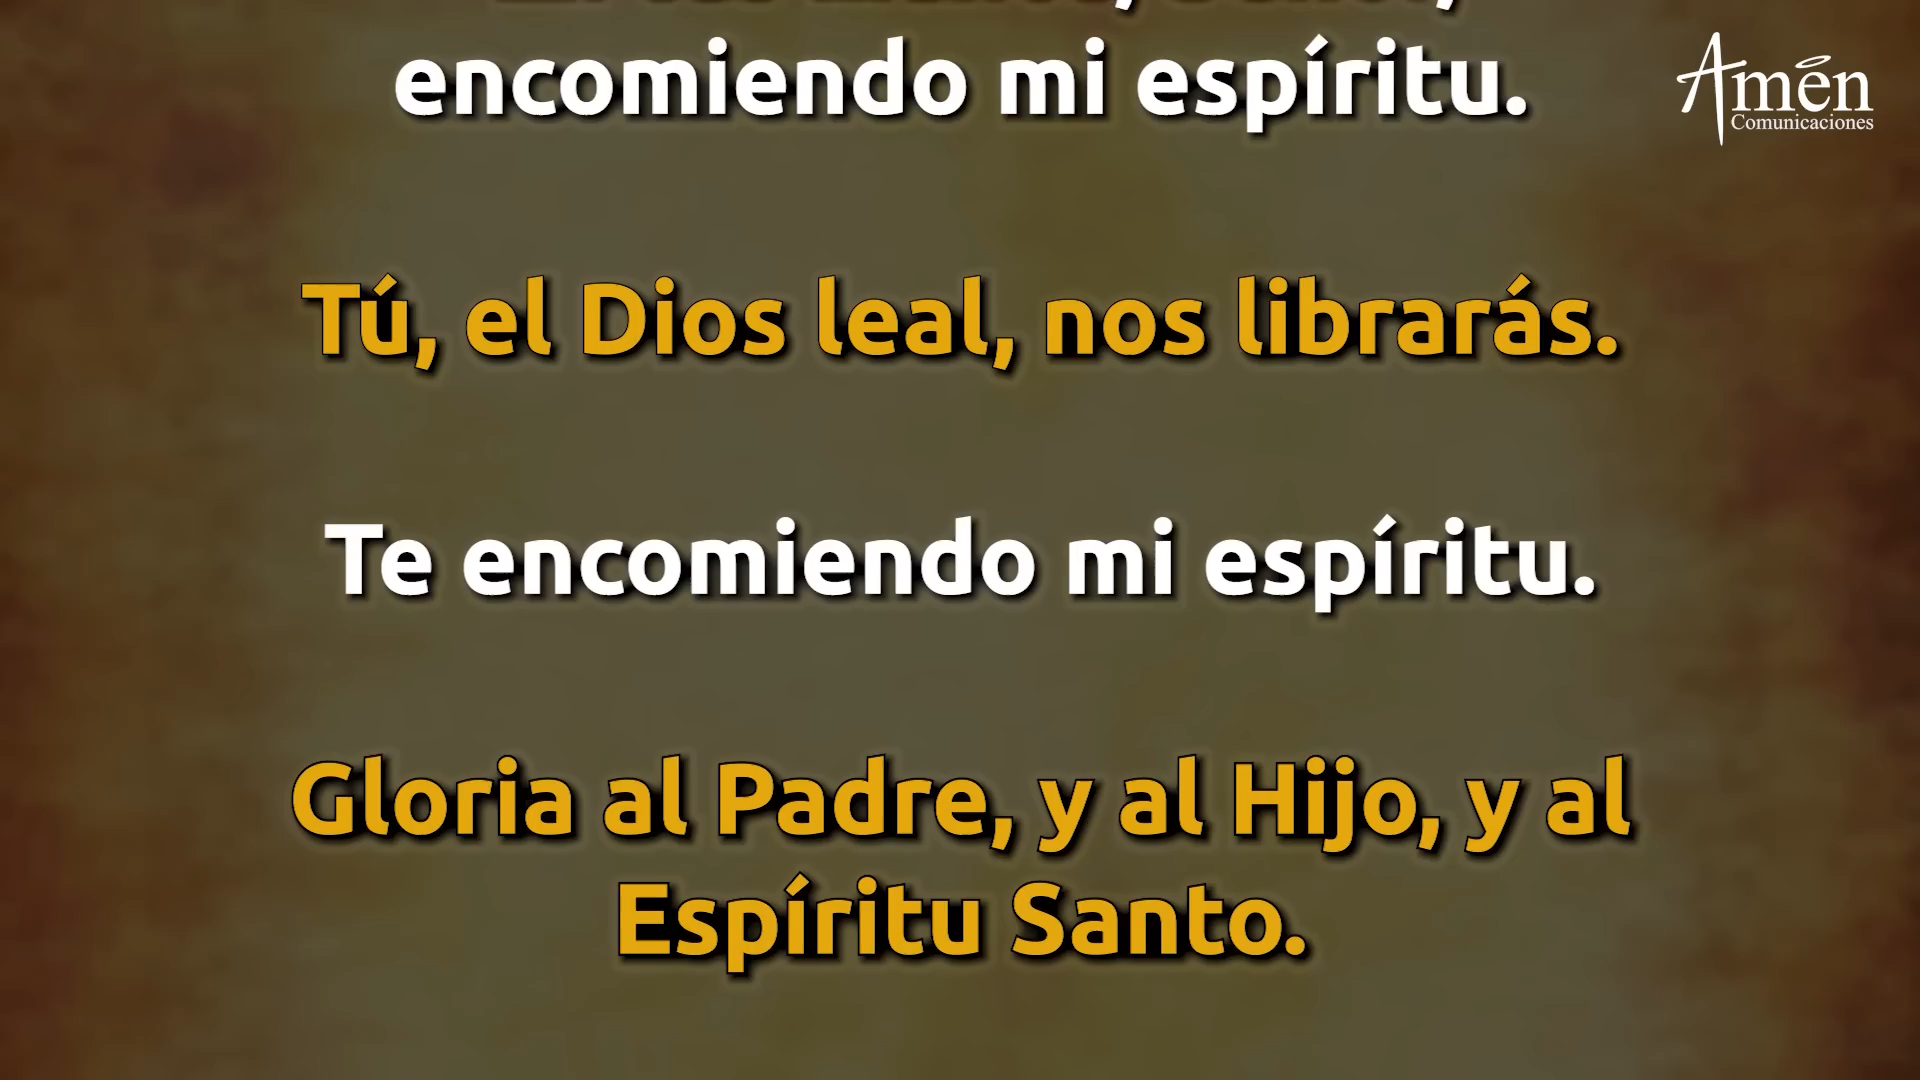 encomiendo mi espíritu.
Amén
Comunicaciones
Tú, el Dios leal, nos librarás.
Te encomiendo mi espíritu.
Gloria al Padre, y al Hijo, y al
Espíritu Santo.